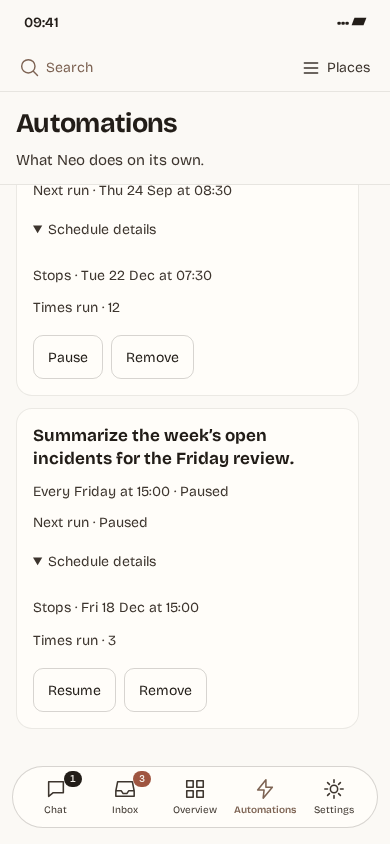 09:41
Search
Places
Automations
What Neo does on its own.
Next run · Thu 24 Sep at 08:30
▼ Schedule details
Stops · Tue 22 Dec at 07:30
Times run · 12
Pause
Remove
Summarize the week's open
incidents for the Friday review.
Every Friday at 15:00 · Paused
Next run · Paused
▼ Schedule details
Stops · Fri 18 Dec at 15:00
Times run · 3
Resume
Remove
1
3
Chat
Inbox
Overview
Automations
Settings